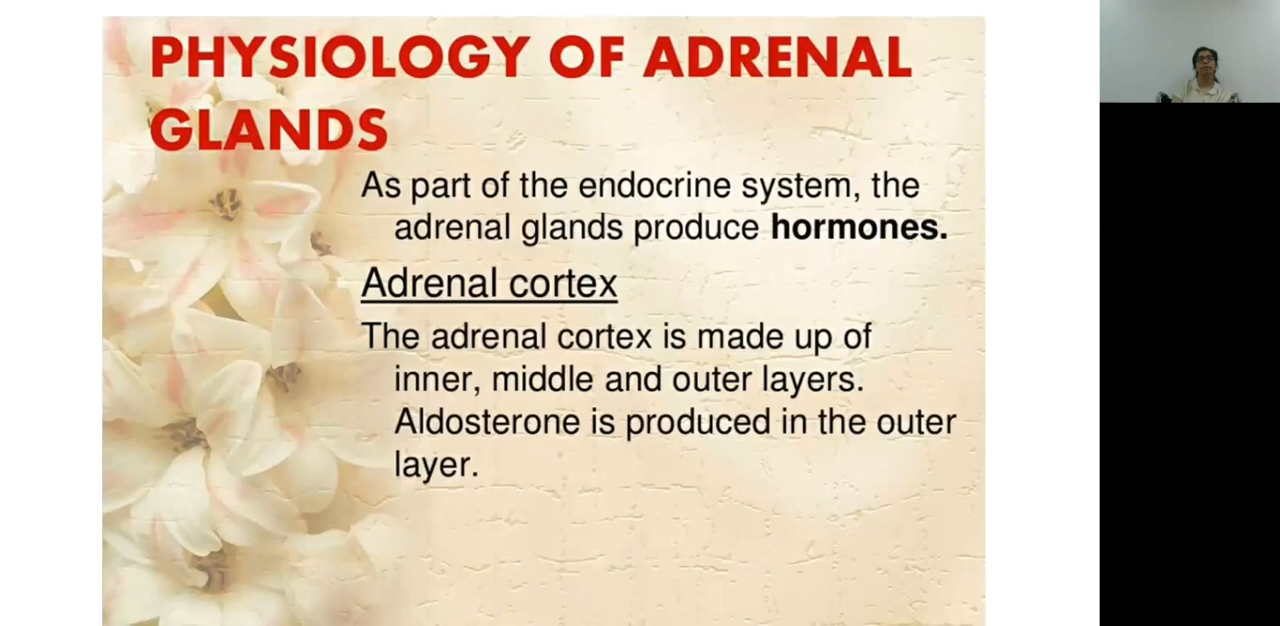 PHYSIOLOGY OF ADRENAL
GLANDS
As part of the endocrine system, the
adrenal glands produce hormones.
Adrenal cortex
The adrenal cortex is made up of
inner, middle and outer layers.
Aldosterone is produced in the outer
layer.